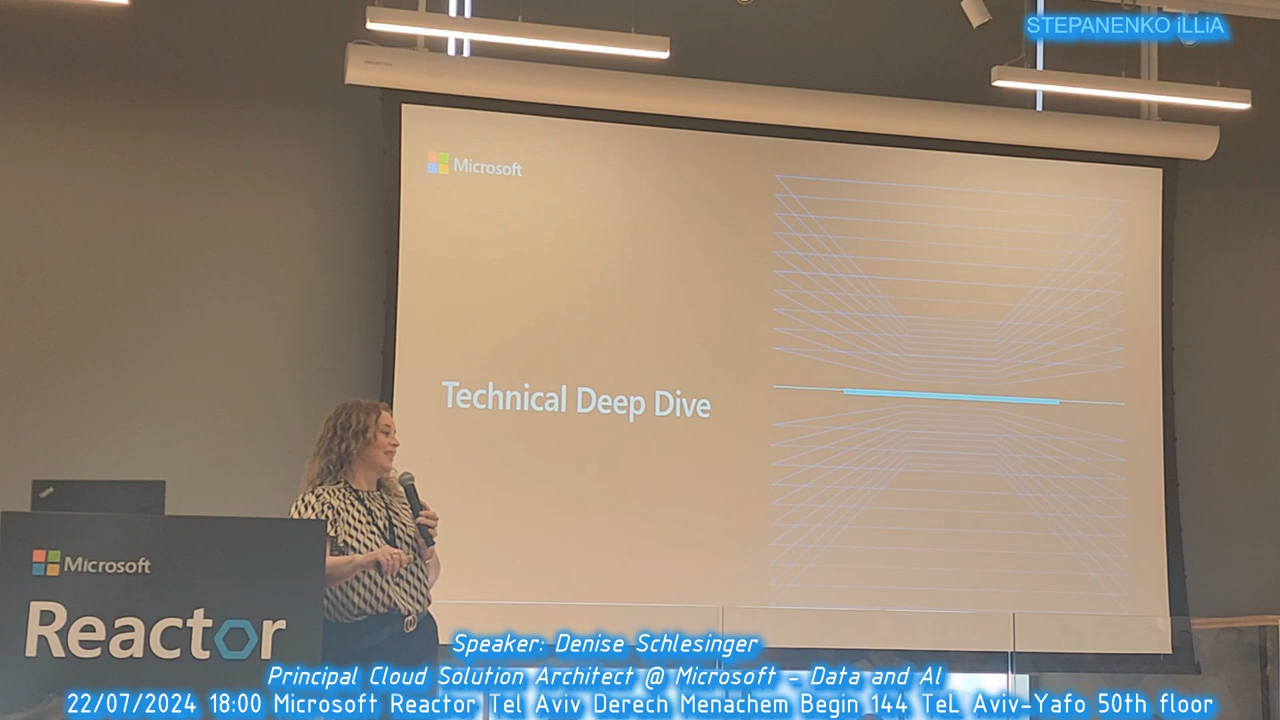 STEPANENKO iLLiA
Microsoft
Technical Deep Dive
Microsoft
Reactor
Speaker: Denise Schlesinger
Principal Cloud Solution Architect @ Microsoft - Data and AI
22/07/2024 18:00 Microsoft Reactor Tel Aviv Derech Menachem Begin 144 TeL Aviv-Yafo 50th floor